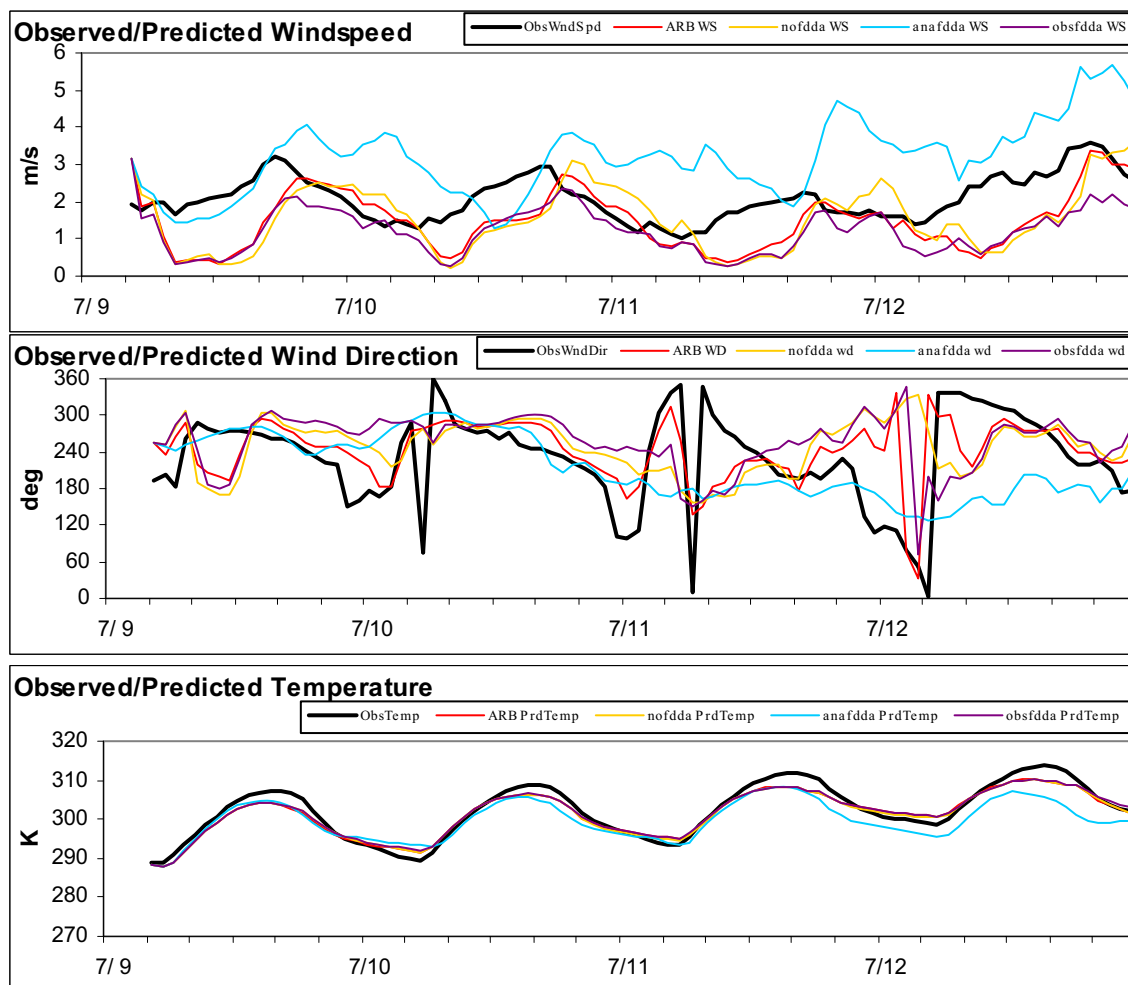 Observed/Predicted Windspeed
ObsWndSpd ARB WS nofdda WS anafdda WS obsfdda WS
6
5
4
3
2
1
0
m/s
7/ 9 7/10 7/11 7/12
Observed/Predicted Wind Direction
ObsWndDir ARB WD nofdda wd anafdda wd obsfdda wd
360
300
240
180
120
60
0
deg
7/ 9 7/10 7/11 7/12
Observed/Predicted Temperature
ObsTemp ARB PrdTemp nofdda PrdTemp anafdda PrdTemp obsfdda PrdTemp
320
310
300
290
280
270
K
7/ 9 7/10 7/11 7/12